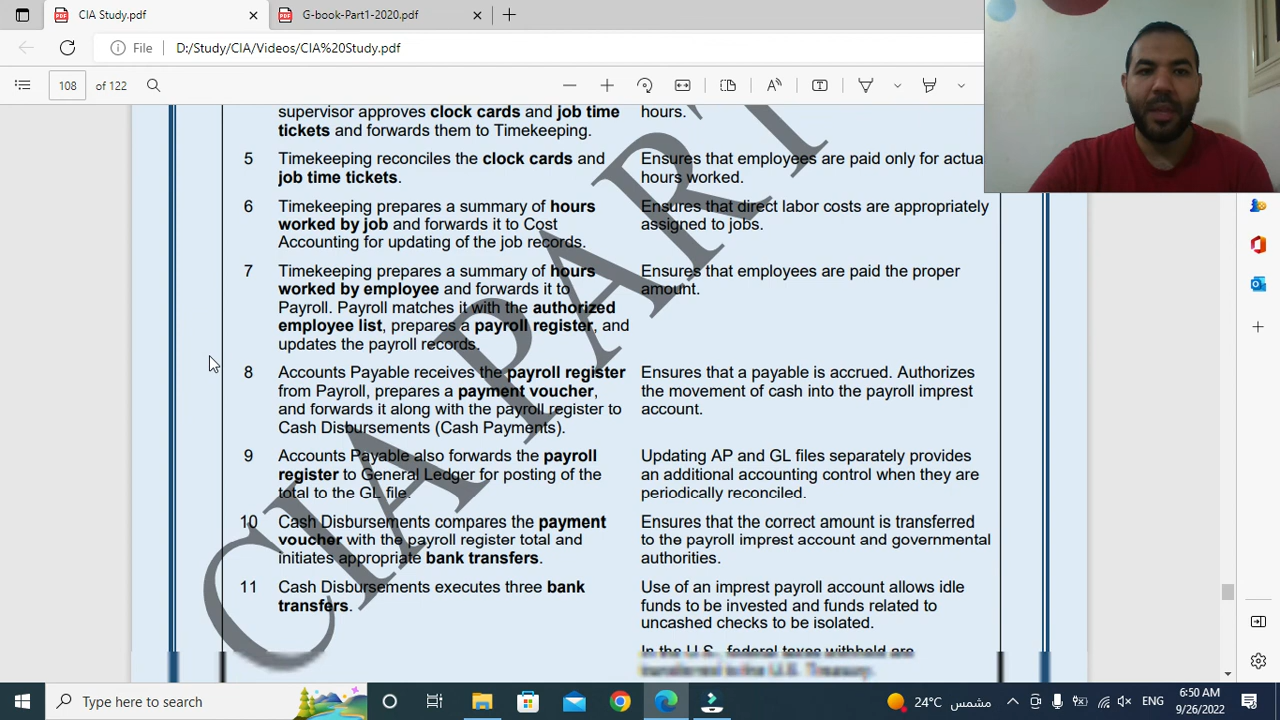 CIA Study.pdf
G-book-Part1-2020.pdf
File
D:/Study/CIA/Videos/CIA%20Study.pdf
108
of 122
supervisor approves clock cards and job time
tickets and forwards them to Timekeeping.
hours.
5
Timekeeping reconciles the clock cards and
job time tickets.
Ensures that employees are paid only for actua
hours worked.
6
Timekeeping prepares a summary of hours
worked by job and forwards it to Cost
Accounting for updating of the job records.
Ensures that direct labor costs are appropriately
assigned to jobs.
7
Timekeeping prepares a summary of hours
worked by employee and forwards it to
Payroll. Payroll matches it with the authorized
employee list, prepares a payroll register, and
updates the payroll records.
Ensures that employees are paid the proper
amount.
8
Accounts Payable receives the payroll register
from Payroll, prepares a payment voucher,
and forwards it along with the payroll register to
Cash Disbursements (Cash Payments).
Ensures that a payable is accrued. Authorizes
the movement of cash into the payroll imprest
account.
9
Accounts Payable also forwards the payroll
register to General Ledger for posting of the
total to the GL file.
Updating AP and GL files separately provides
an additional accounting control when they are
periodically reconciled.
10
Cash Disbursements compares the payment
voucher with the payroll register total and
initiates appropriate bank transfers.
Ensures that the correct amount is transferred
to the payroll imprest account and governmental
authorities.
11
Cash Disbursements executes three bank
transfers.
Use of an imprest payroll account allows idle
funds to be invested and funds related to
uncashed checks to be isolated.
In the U.S., federal taxes withheld are
transferred to the U.S. Treasury.
CIA PART
Type here to search
24°C مشمس
ENG
6:50 AM
9/26/2022